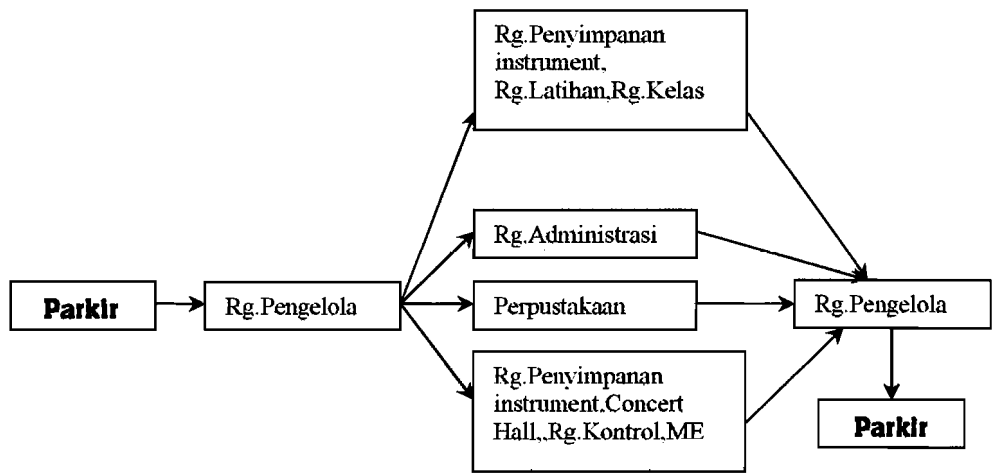 Rg.Penyimpanan
instrument,
Rg.Latihan,Rg.Kelas
Rg.Administrasi
Parkir
Rg.Pengelola
Perpustakaan
Rg.Pengelola
Rg.Penyimpanan
instrument,Concert
Hall,,Rg.Kontrol,ME
Parkir